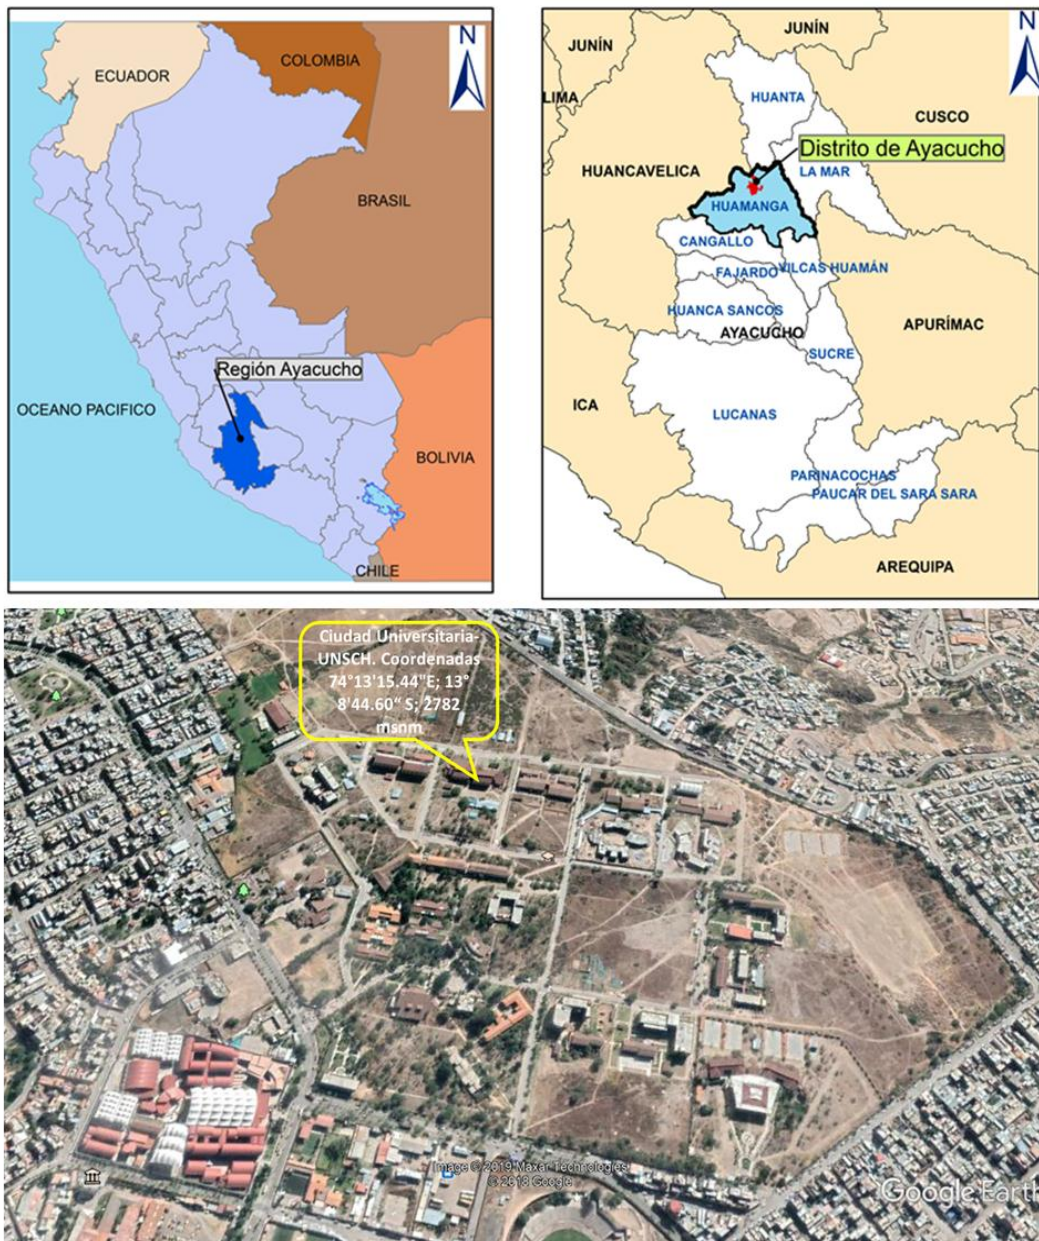 N
ECUADOR
COLOMBIA
BRASIL
Región Ayacucho
OCEANO PACIFICO
BOLIVIA
CHILE
N
JUNÍN
JUNÍN
LIMA
HUANTA
CUSCO
Distrito de Ayacucho
HUANCAVELICA
LA MAR
HUAMANGA
CANGALLO
FAJARDO
VILCAS HUAMÁN
HUANCA SANCOS
AYACUCHO
APURÍMAC
SUCRE
ICA
LUCANAS
PARINACOCHAS
PAUCAR DEL SARA SARA
AREQUIPA
Ciudad Universitaria-
UNSCH. Coordenadas
74°13'15.44"E; 13°
8'44.60“ S; 2782
msnm
Image © 2019 Maxar Technologies
© 2018 Google
Google Earth